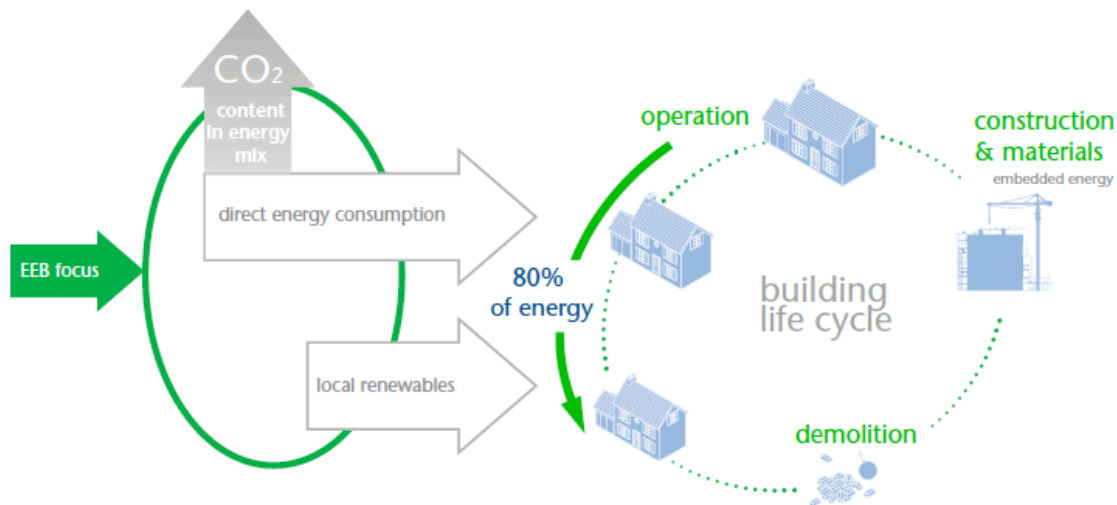 CO₂
content
in energy
mix
direct energy consumption
EEB focus
local renewables
operation
80%
of energy
construction
& materials
embedded energy
building
life cycle
demolition